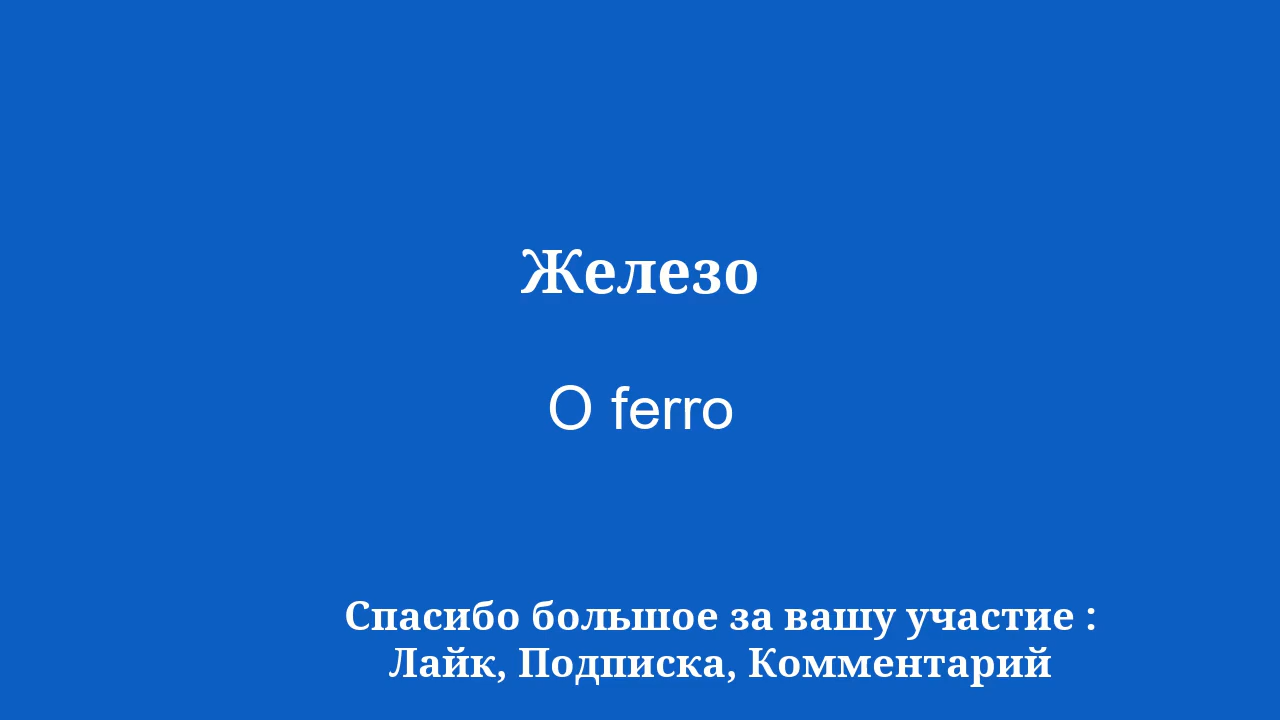 Железо
O ferro
Спасибо большое за вашу участие :
Лайк, Подписка, Комментарий